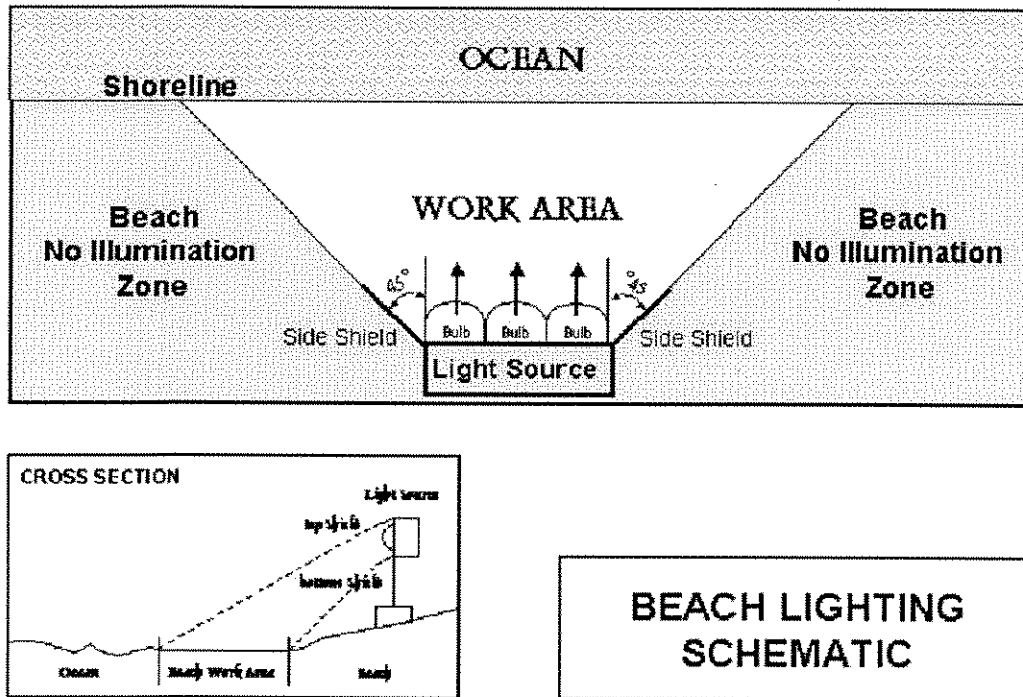 OCEAN
Shoreline
WORK AREA
Beach
No Illumination
Zone
Beach
No Illumination
Zone
45°
Side Shield
Bulb
Bulb
Bulb
Side Shield
Light Source
CROSS SECTION
Light Source
Top Shield
Bottom Shield
Ocean
Beach Work Area
Beach
BEACH LIGHTING
SCHEMATIC